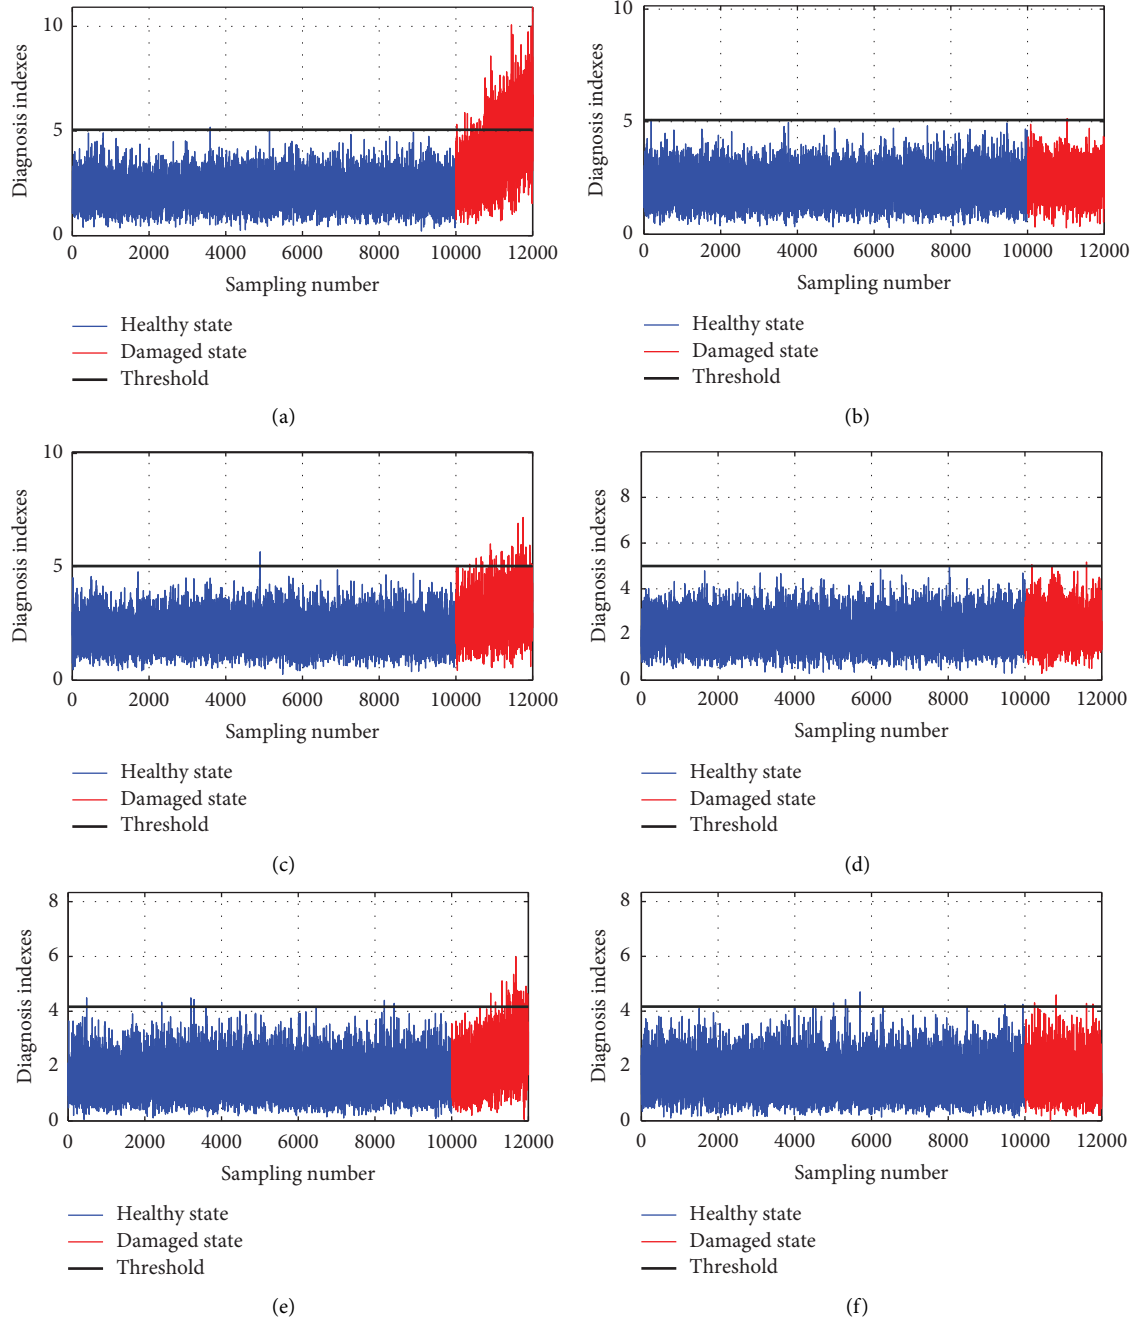 Diagnosis indexes
10
5
0
0 2000 4000 6000 8000 10000 12000
Sampling number
Healthy state
Damaged state
Threshold
(a)
Diagnosis indexes
10
5
0
0 2000 4000 6000 8000 10000 12000
Sampling number
Healthy state
Damaged state
Threshold
(b)
Diagnosis indexes
10
5
0
0 2000 4000 6000 8000 10000 12000
Sampling number
Healthy state
Damaged state
Threshold
(c)
Diagnosis indexes
8
6
4
2
0
0 2000 4000 6000 8000 10000 12000
Sampling number
Healthy state
Damaged state
Threshold
(d)
Diagnosis indexes
8
6
4
2
0
0 2000 4000 6000 8000 10000 12000
Sampling number
Healthy state
Damaged state
Threshold
(e)
Diagnosis indexes
8
6
4
2
0
0 2000 4000 6000 8000 10000 12000
Sampling number
Healthy state
Damaged state
Threshold
(f)